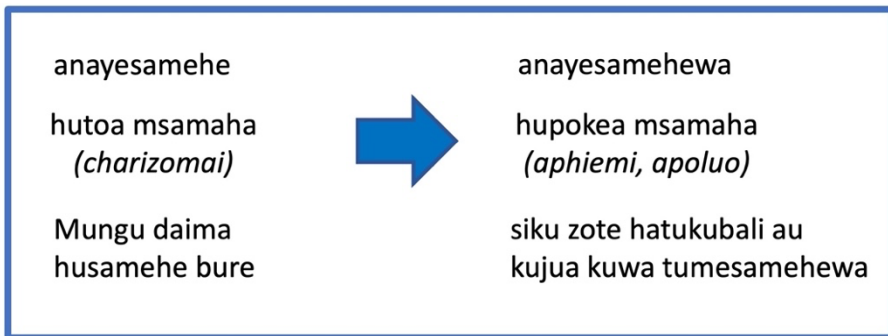 anayesamehe
hutoa msamaha
(charizomai)
Mungu daima
husamehe bure
anayesamehewa
hupokea msamaha
(aphiemi, apoluo)
siku zote hatukubali au
kujua kuwa tumesamehewa